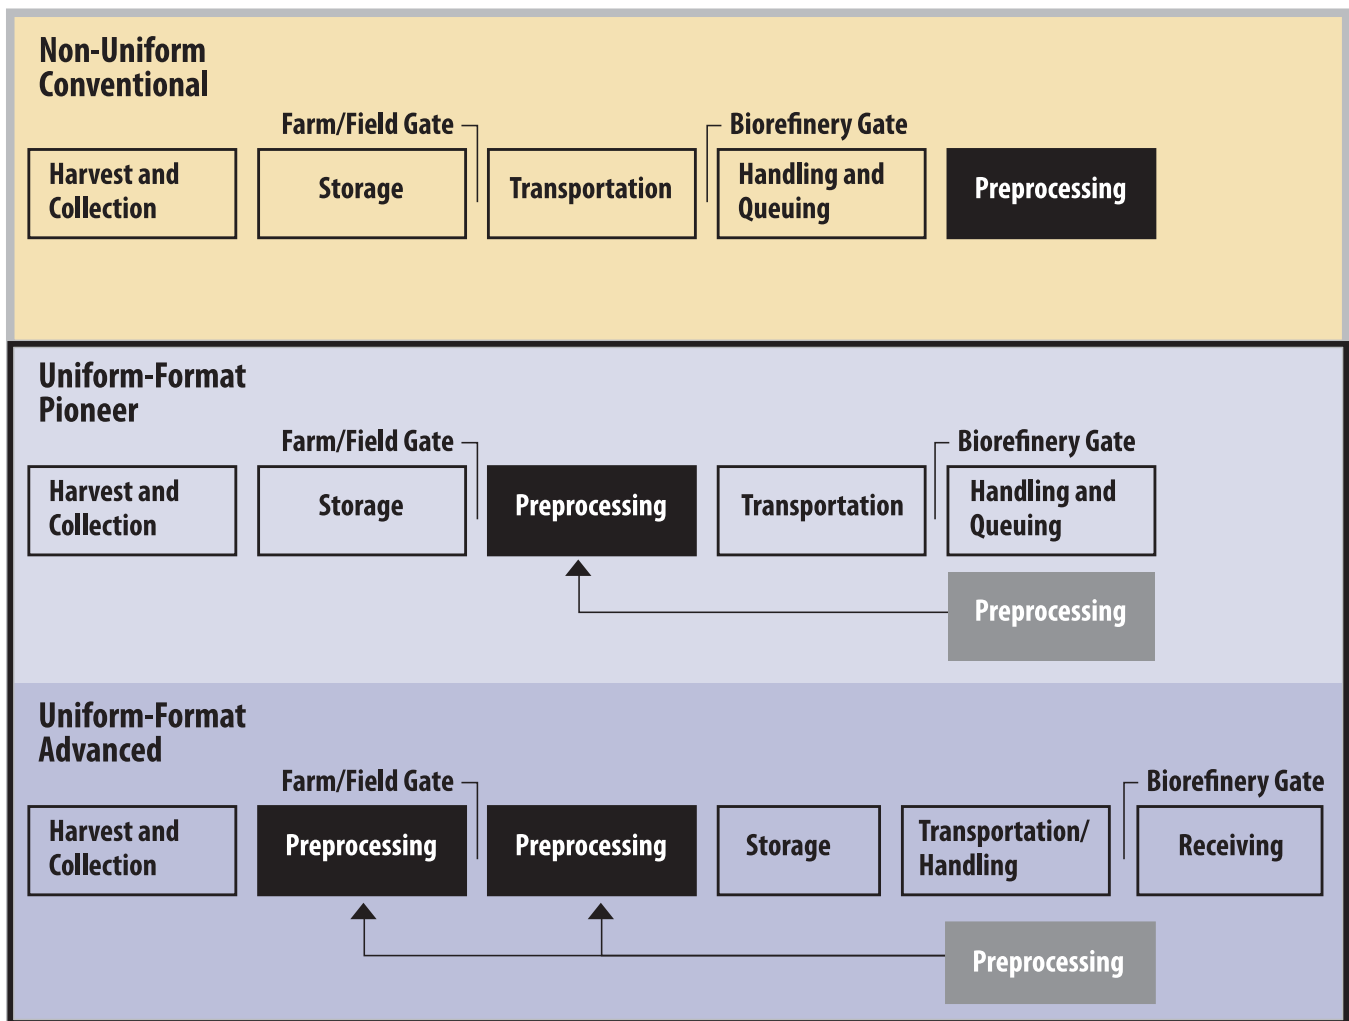 Non-Uniform
Conventional
Farm/Field Gate
Biorefinery Gate
Harvest and
Collection
Storage
Transportation
Handling and
Queuing
Preprocessing
Uniform-Format
Pioneer
Farm/Field Gate
Biorefinery Gate
Harvest and
Collection
Storage
Preprocessing
Transportation
Handling and
Queuing
Preprocessing
Uniform-Format
Advanced
Farm/Field Gate
Biorefinery Gate
Harvest and
Collection
Preprocessing
Preprocessing
Storage
Transportation/
Handling
Receiving
Preprocessing